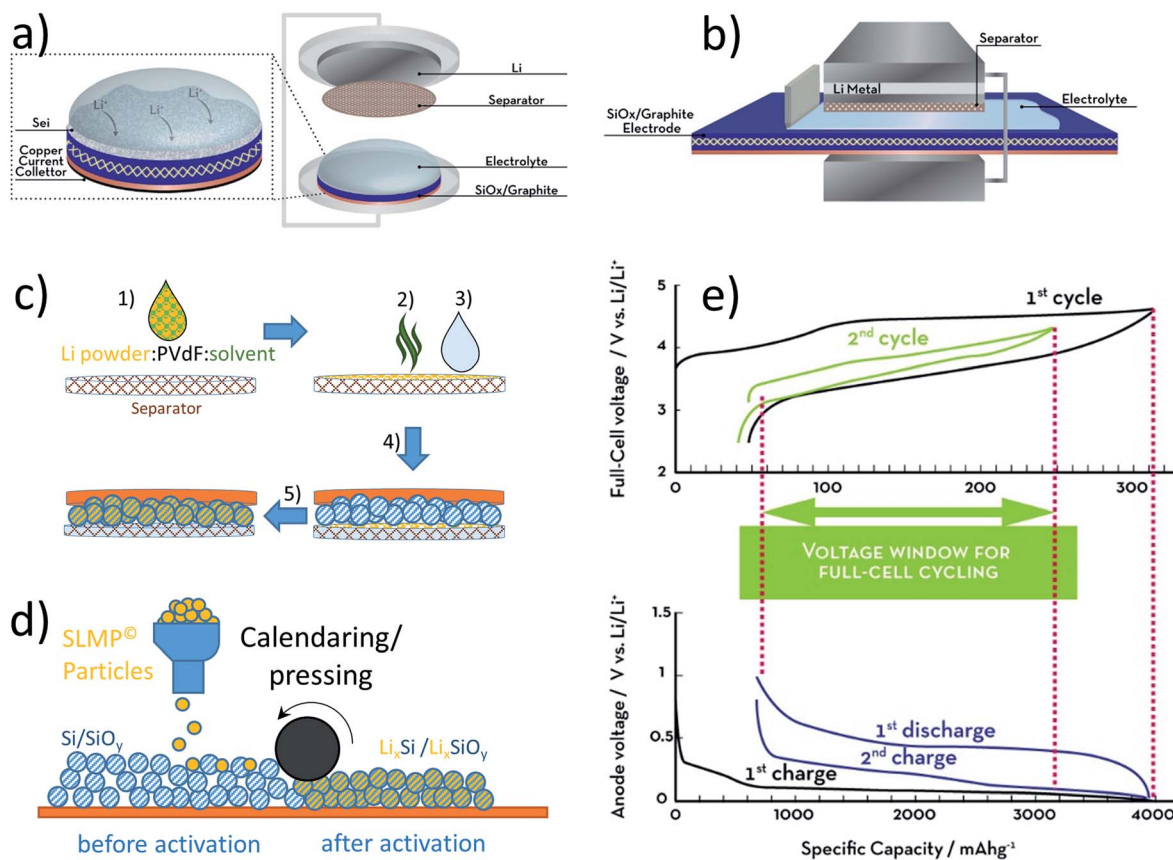 a)
Li⁺
Li⁺
Li⁺
Sei
Copper
Current
Collettor
Li
Separator
Electrolyte
SiOx/Graphite
b)
Separator
Li Metal
Electrolyte
SiOx/Graphite
Electrode
c)
1)
2)
3)
Li powder:PVdF:solvent
Separator
4)
5)
d)
SLMP©
Particles
Calendaring/
pressing
Si/SiOy
LixSi /LixSiOy
before activation
after activation
e)
Full-Cell voltage / V vs. Li/Li⁺
5
4
3
2
1st cycle
2nd cycle
0
100
200
300
VOLTAGE WINDOW FOR
FULL-CELL CYCLING
Anode voltage / V vs. Li/Li⁺
1.5
1
0.5
0
1st discharge
2nd charge
1st charge
0
1000
2000
3000
4000
Specific Capacity / mAhg⁻¹